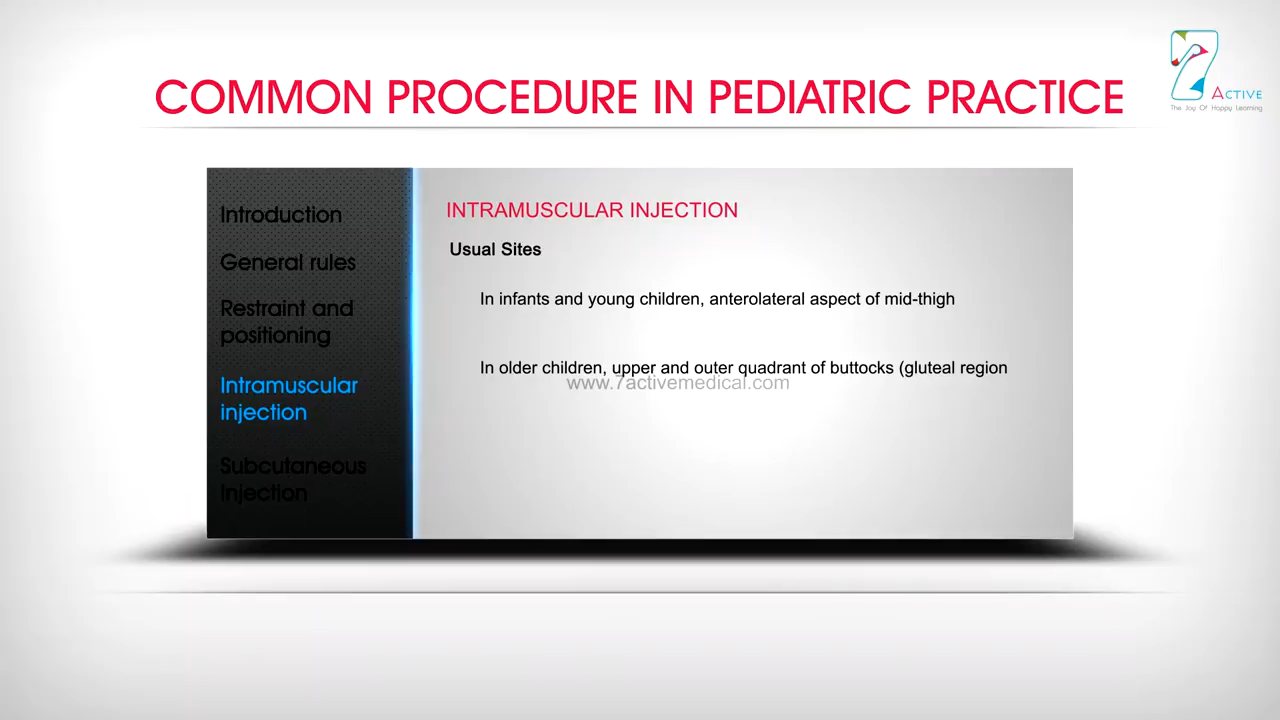 COMMON PROCEDURE IN PEDIATRIC PRACTICE
7
ACTIVE
The Joy Of Happy Learning
Introduction
General rules
Restraint and
positioning
Intramuscular
injection
Subcutaneous
Injection
INTRAMUSCULAR INJECTION
Usual Sites
In infants and young children, anterolateral aspect of mid-thigh
In older children, upper and outer quadrant of buttocks (gluteal region
www.7activemedical.com